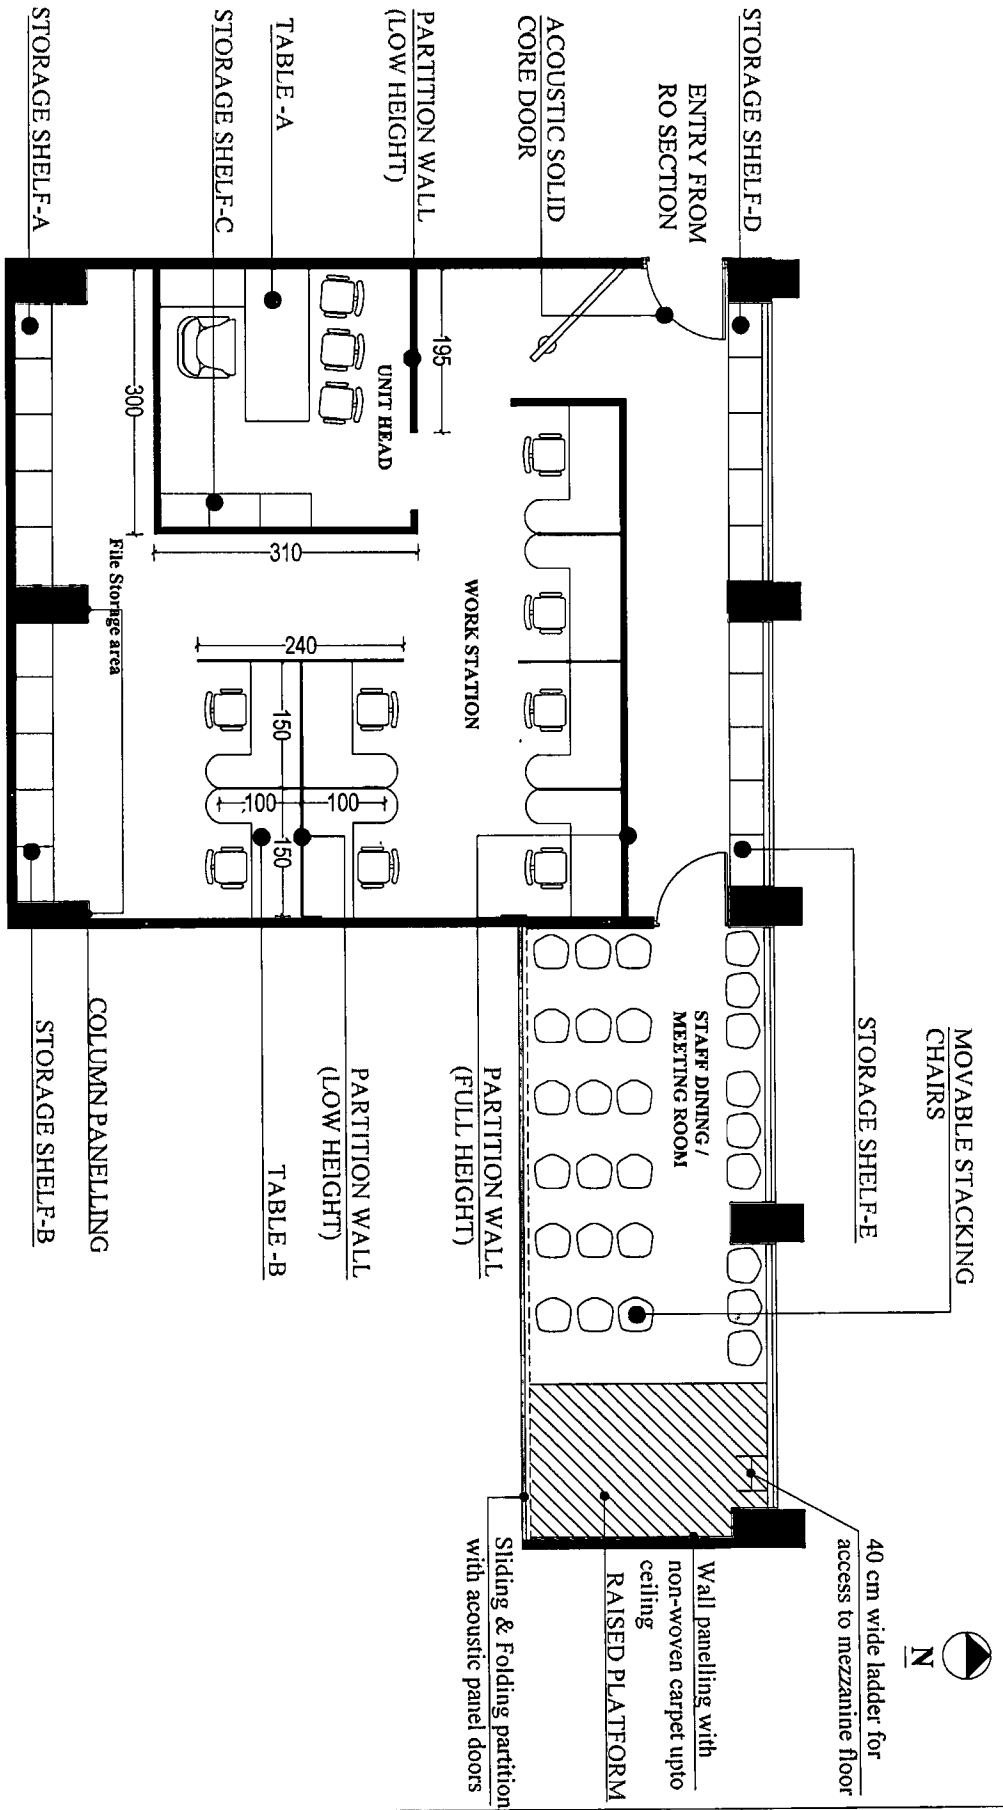 STORAGE SHELF-D
ENTRY FROM
RO SECTION
ACOUSTIC SOLID
CORE DOOR
PARTITION WALL
(LOW HEIGHT)
TABLE -A
STORAGE SHELF-C
STORAGE SHELF-A
195
UNIT HEAD
300
310
File Storage area
WORK STATION
240
150
100
100
150
MOVABLE STACKING
CHAIRS
STORAGE SHELF-E
STAFF DINING /
MEETING ROOM
PARTITION WALL
(FULL HEIGHT)
PARTITION WALL
(LOW HEIGHT)
TABLE -B
COLUMN PANELLING
STORAGE SHELF-B
40 cm wide ladder for
access to mezzanine floor
Wall panelling with
non-woven carpet upto
ceiling
RAISED PLATFORM
Sliding & Folding partition
with acoustic panel doors
N